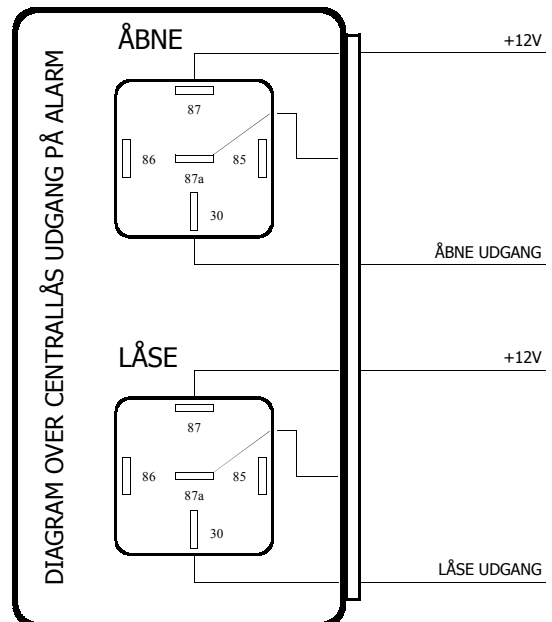 DIAGRAM OVER CENTRALLÅS UDGANG PÅ ALARM
ÅBNE
87
86
85
87a
30
+12V
ÅBNE UDGANG
LÅSE
87
86
85
87a
30
+12V
LÅSE UDGANG